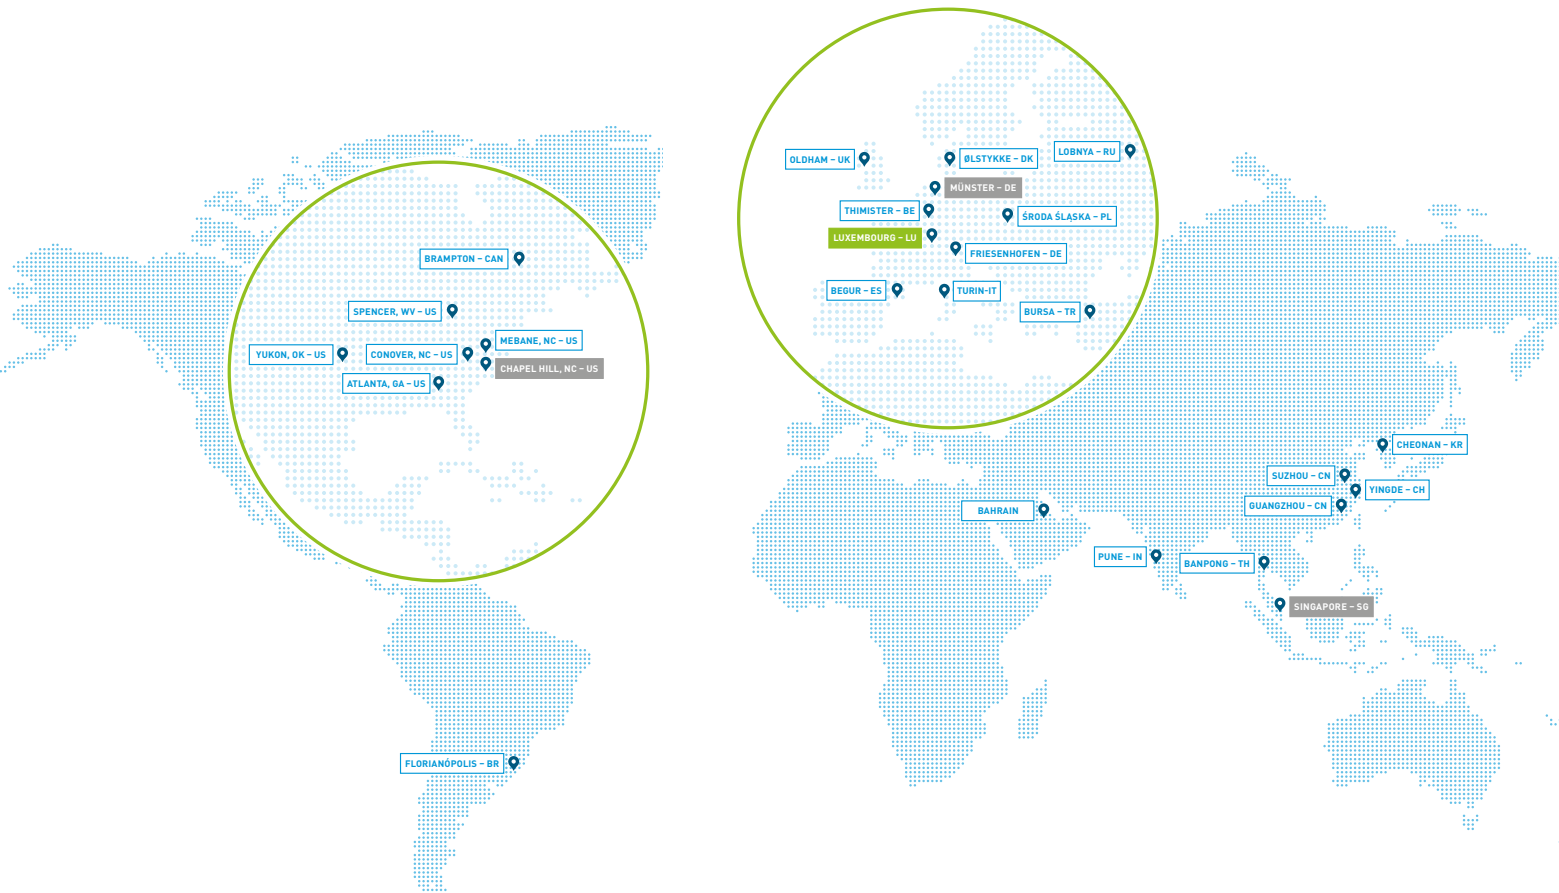 BRAMPTON – CAN
SPENCER, WV – US
MEBANE, NC – US
YUKON, OK – US
CONOVER, NC – US
CHAPEL HILL, NC – US
ATLANTA, GA – US
FLORIANÓPOLIS – BR
OLDHAM – UK
ØLSTYKKE – DK
LOBNYA – RU
MÜNSTER – DE
THIMISTER – BE
ŚRODA ŚLĄSKA – PL
LUXEMBOURG – LU
FRIESENHOFEN – DE
BEGUR – ES
TURIN-IT
BURSA – TR
CHEONAN – KR
SUZHOU – CN
YINGDE – CH
GUANGZHOU – CN
BAHRAIN
PUNE – IN
BANPONG – TH
SINGAPORE – SG